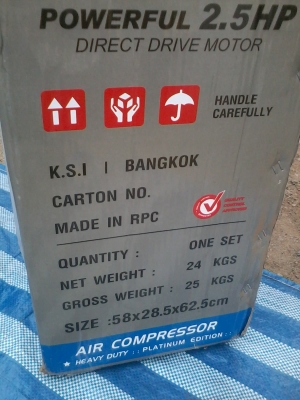 POWERFUL 2.5HP
DIRECT DRIVE MOTOR
HANDLE
CAREFULLY
K.S.I | BANGKOK
CARTON NO.
MADE IN RPC
QUANTITY : ONE SET
NET WEIGHT : 24 KGS
GROSS WEIGHT : 25 KGS
SIZE :58x28.5x62.5cm
AIR COMPRESSOR
★ HEAVY DUTY :: PLATINUM EDITION ::